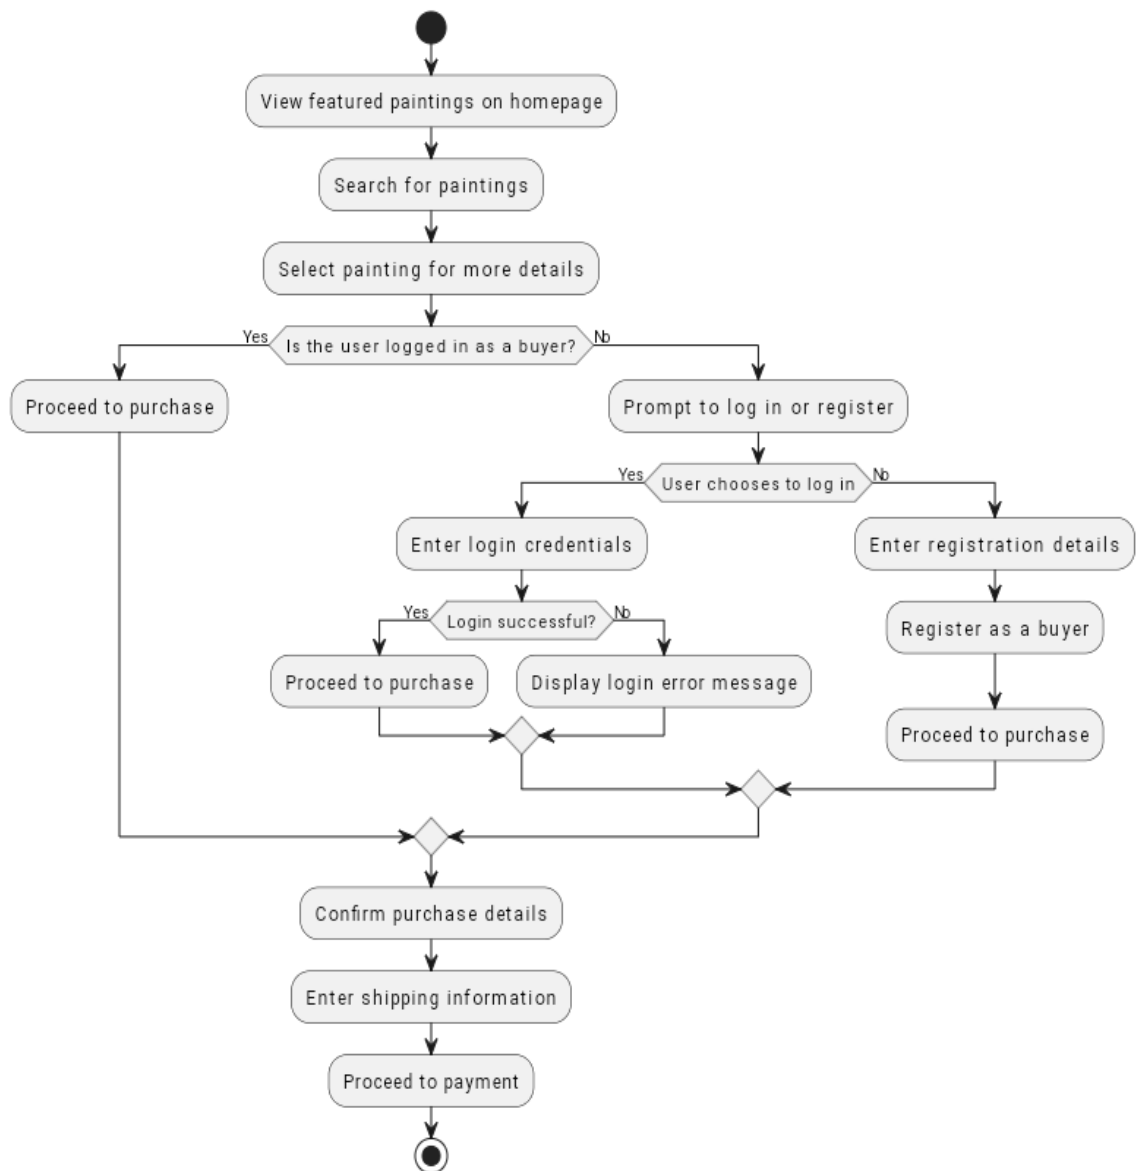 View featured paintings on homepage
Search for paintings
Select painting for more details
Yes
Is the user logged in as a buyer?
No
Proceed to purchase
Prompt to log in or register
Yes
User chooses to log in
No
Enter login credentials
Enter registration details
Yes
Login successful?
No
Register as a buyer
Proceed to purchase
Display login error message
Proceed to purchase
Confirm purchase details
Enter shipping information
Proceed to payment